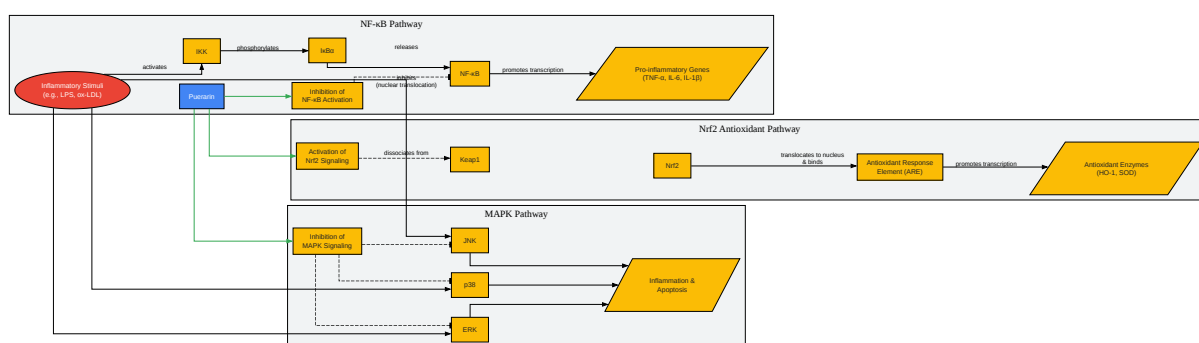 NF-κB Pathway
IKK
phosphorylates
IκBα
releases
activates
NF-κB
promotes transcription
Pro-inflammatory Genes
(TNF-α, IL-6, IL-1β)
Inflammatory Stimuli
(e.g., LPS, ox-LDL)
Puerarin
Inhibition of
NF-κB Activation
(nuclear translocation)
Nrf2 Antioxidant Pathway
Activation of
Nrf2 Signaling
dissociates from
Keap1
Nrf2
translocates to nucleus
& binds
Antioxidant Response
Element (ARE)
promotes transcription
Antioxidant Enzymes
(HO-1, SOD)
MAPK Pathway
Inhibition of
MAPK Signaling
JNK
p38
ERK
Inflammation &
Apoptosis